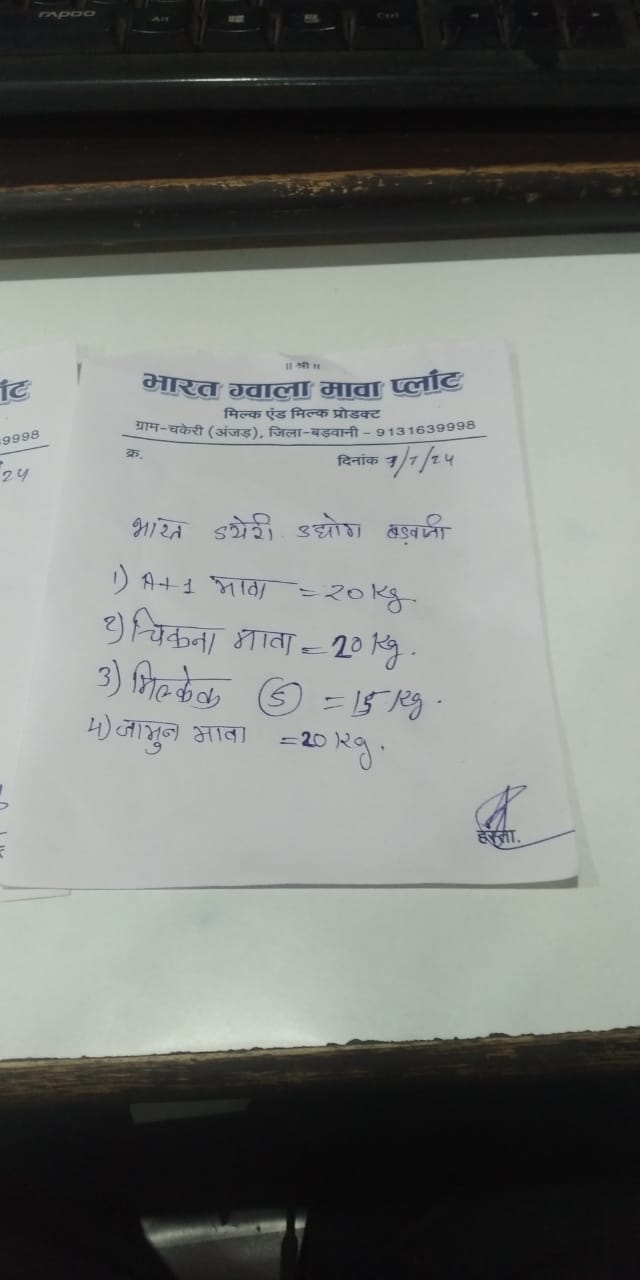 rapoo Alt Ctrl
|| श्री ||
भारत ग्वाला मावा प्लांट
मिल्क एंड मिल्क प्रोडक्ट
ग्राम-चकेरी (अंजड़), जिला-बड़वानी - 9131639998
क्र. दिनांक 7/7/24
भारत डयेरी उधोग बड़वानी
1) A+1 मावा = 20 kg
2) चिकना मावा = 20 kg.
3) मिल्केक (5) = 15 kg.
4) जामुन मावा = 20 kg.
हस्ता.
ांट
9998
24